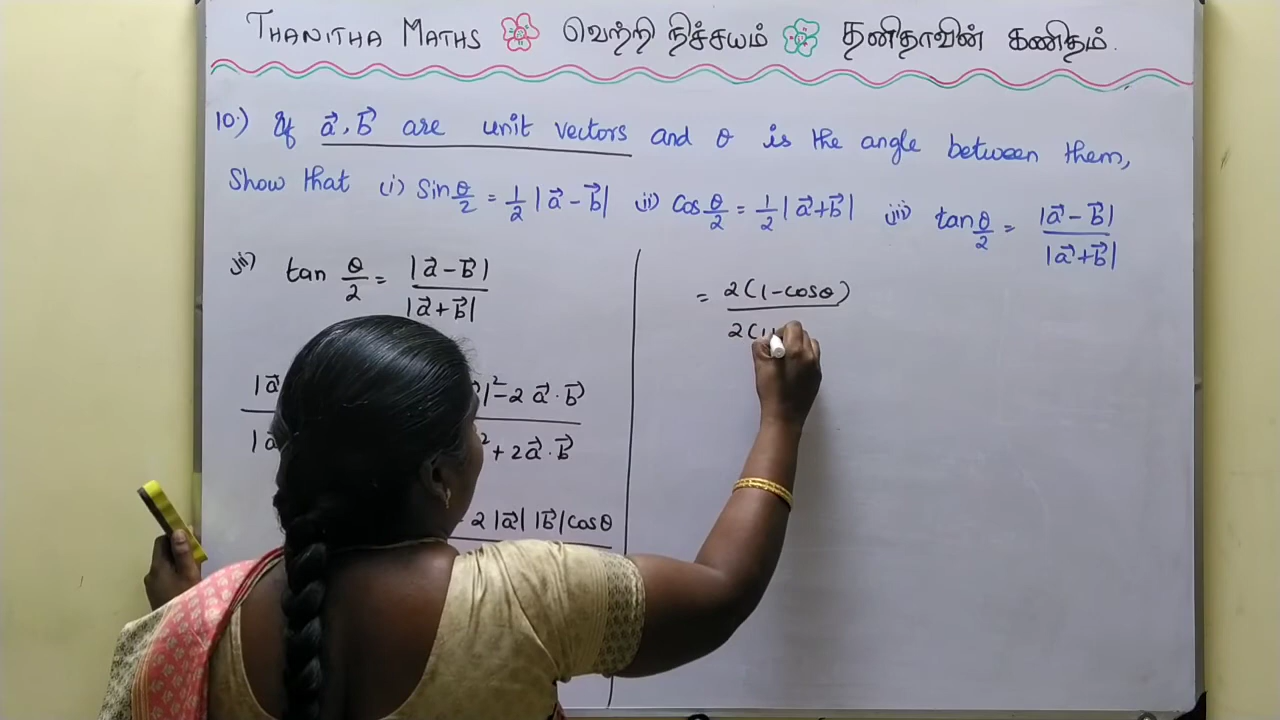 THANITHA MATHS வெற்றி நிச்சயம் தனிதாவின் கணிதம்.
10.) If a⃗, b⃗ are unit vectors and θ is the angle between them,
Show that (i) Sin θ/2 = 1/2 |a⃗ - b⃗| ii) Cos θ/2 = 1/2 |a⃗+b⃗| iii) tan θ/2 = |a⃗ - b⃗| / |a⃗+b⃗|
iii) tan θ/2 = |a⃗ - b⃗| / |a⃗ + b⃗|
|a⃗ |² - 2 a⃗ · b⃗
|a⃗ ² + 2 a⃗ · b⃗
2 |a⃗| |b⃗| cosθ
= 2(1-cosθ)
2(1